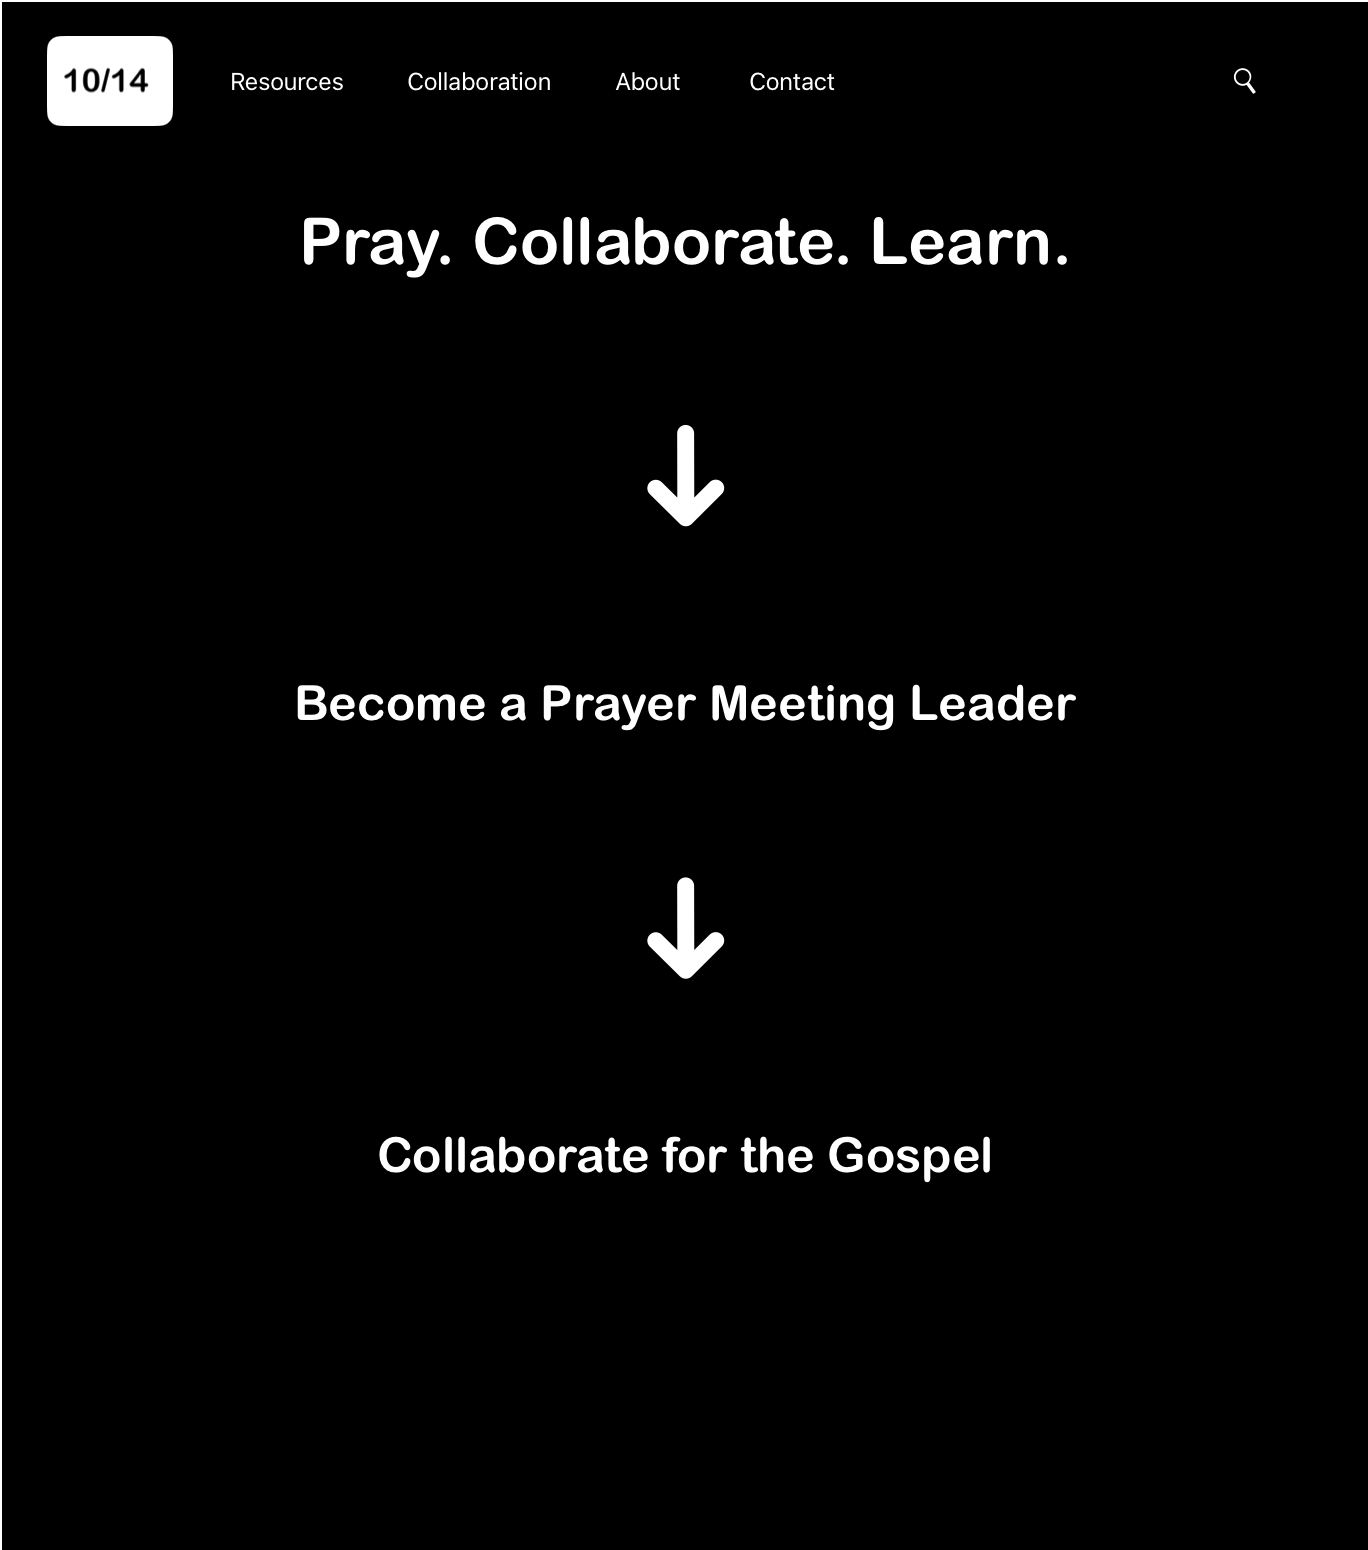 10/14 Resources Collaboration About Contact
Pray. Collaborate. Learn.
Become a Prayer Meeting Leader
Collaborate for the Gospel